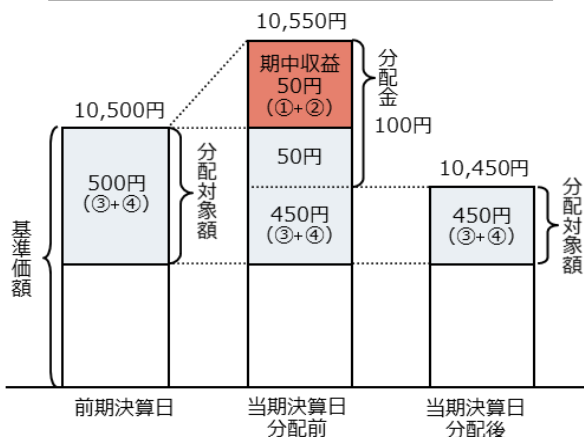 10,550円
期中収益
50円
(①+②)
分配金
100円
10,500円
50円
10,450円
500円
(③+④)
分配対象額
450円
(③+④)
450円
(③+④)
分配対象額
基準価額
前期決算日
当期決算日
分配前
当期決算日
分配後